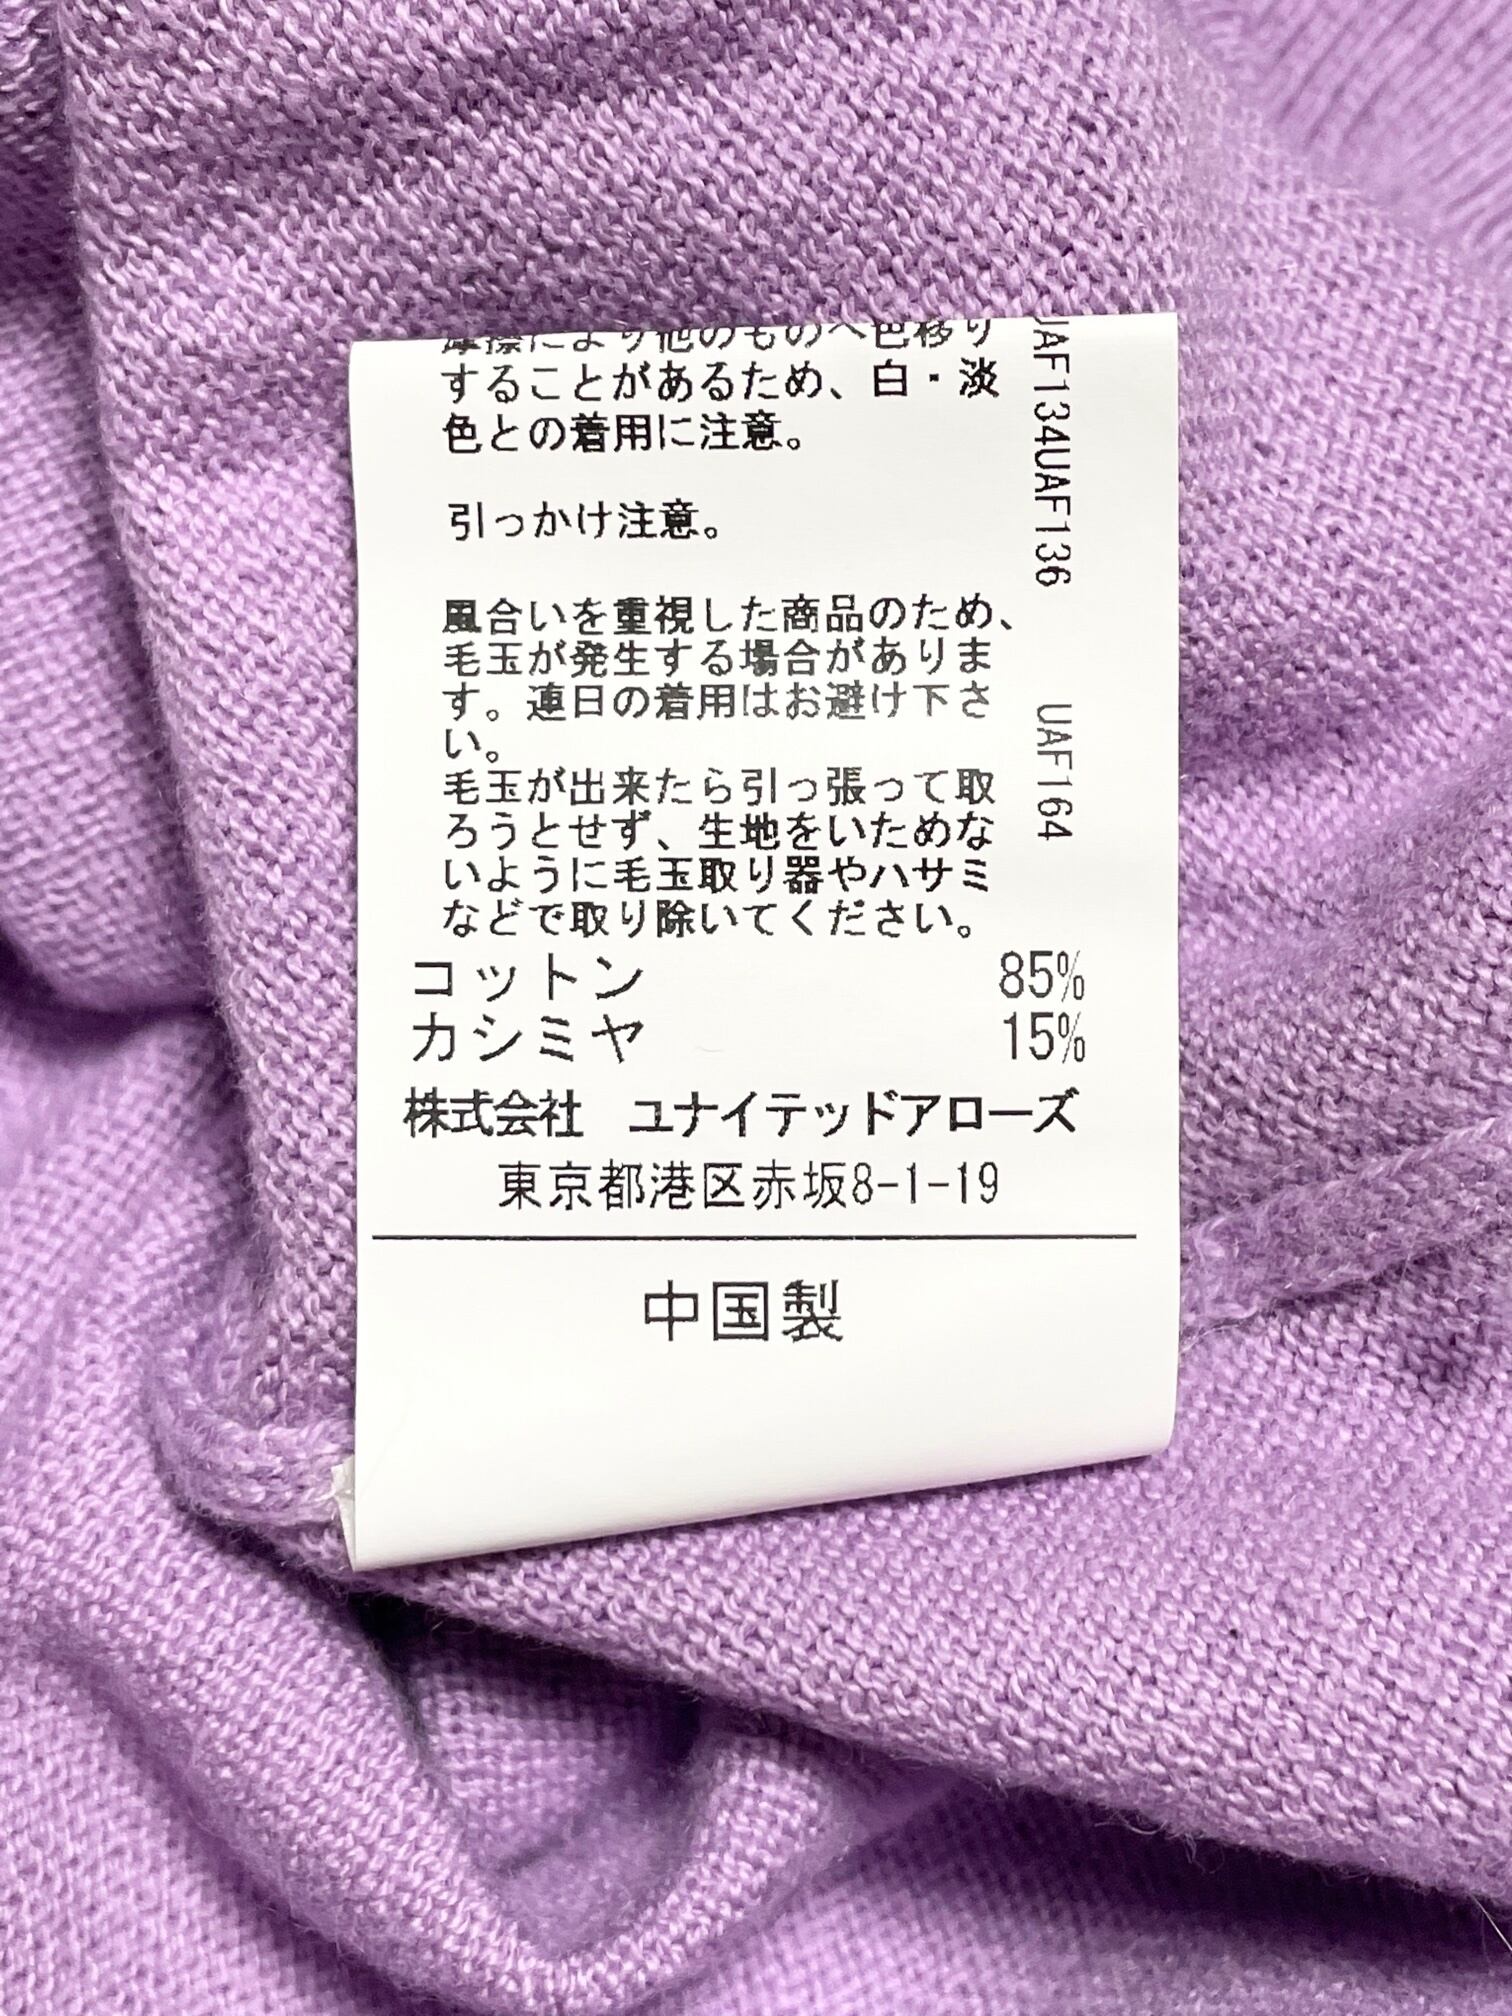 摩擦により他のものへ色移り
することがあるため、白・淡
色との着用に注意。
引っかけ注意。
風合いを重視した商品のため、
毛玉が発生する場合がありま
す。連日の着用はお避け下さ
い。
毛玉が出来たら引っ張って取
ろうとせず、生地をいためな
いように毛玉取り器やハサミ
などで取り除いてください。
コットン 85%
カシミヤ 15%
株式会社 ユナイテッドアローズ
東京都港区赤坂8-1-19
中国製
UAF134UAF136 UAF164